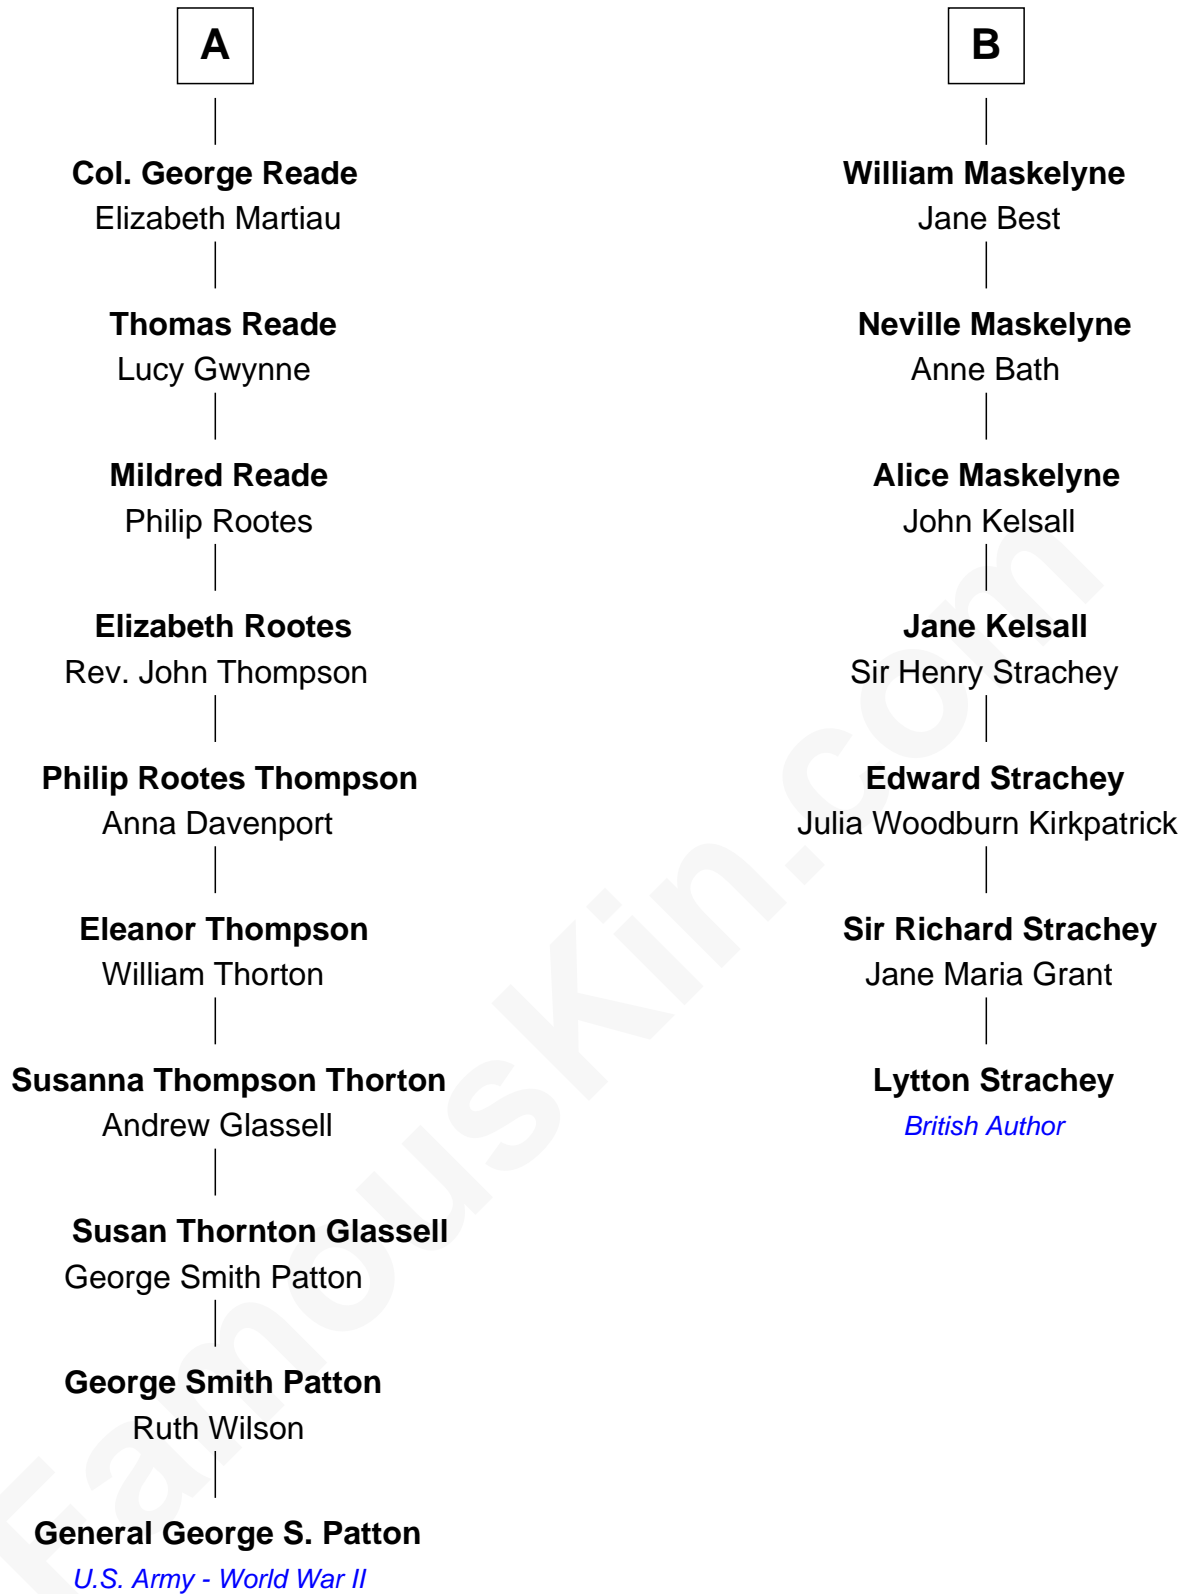 A
Col. George Reade
Elizabeth Martiau
Thomas Reade
Lucy Gwynne
Mildred Reade
Philip Rootes
Elizabeth Rootes
Rev. John Thompson
Philip Rootes Thompson
Anna Davenport
Eleanor Thompson
William Thorton
Susanna Thompson Thorton
Andrew Glassell
Susan Thornton Glassell
George Smith Patton
George Smith Patton
Ruth Wilson
General George S. Patton
U.S. Army - World War II
B
William Maskelyne
Jane Best
Neville Maskelyne
Anne Bath
Alice Maskelyne
John Kelsall
Jane Kelsall
Sir Henry Strachey
Edward Strachey
Julia Woodburn Kirkpatrick
Sir Richard Strachey
Jane Maria Grant
Lytton Strachey
British Author
FamousKin.com